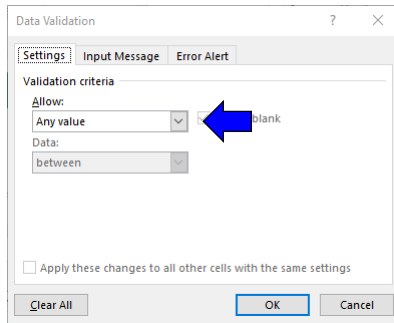 Data Validation ?
Settings Input Message Error Alert
Validation criteria
Allow:
Any value blank
Data:
between
Apply these changes to all other cells with the same settings
Clear All OK Cancel